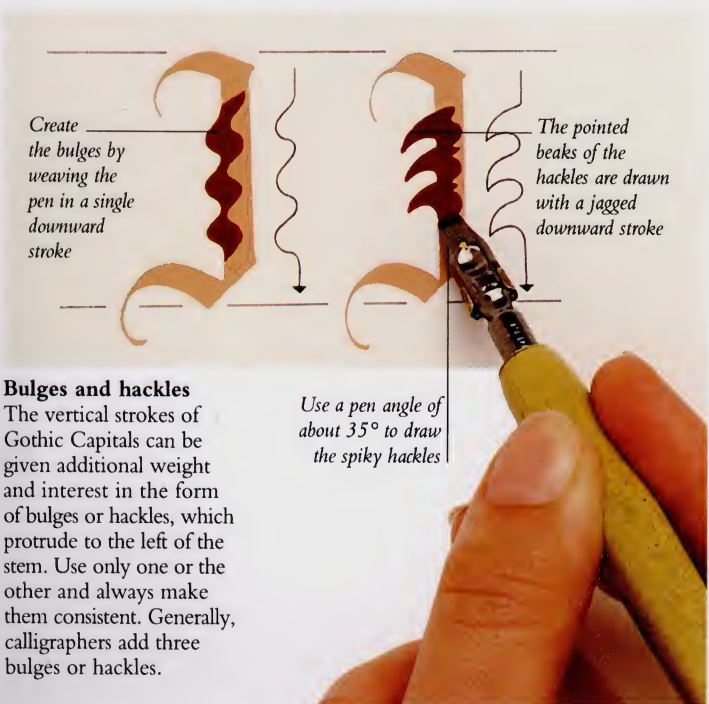 Create
the bulges by
weaving the
pen in a single
downward
stroke
The pointed
beaks of the
hackles are drawn
with a jagged
downward stroke
Use a pen angle of
about 35° to draw
the spiky hackles
Bulges and hackles
The vertical strokes of
Gothic Capitals can be
given additional weight
and interest in the form
of bulges or hackles, which
protrude to the left of the
stem. Use only one or the
other and always make
them consistent. Generally,
calligraphers add three
bulges or hackles.